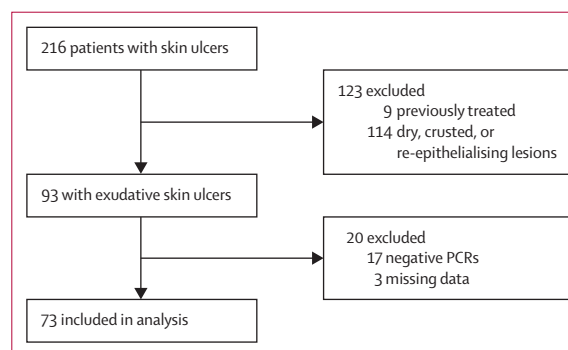 216 patients with skin ulcers
123 excluded
9 previously treated
114 dry, crusted, or
re-epithelialising lesions
93 with exudative skin ulcers
20 excluded
17 negative PCRs
3 missing data
73 included in analysis